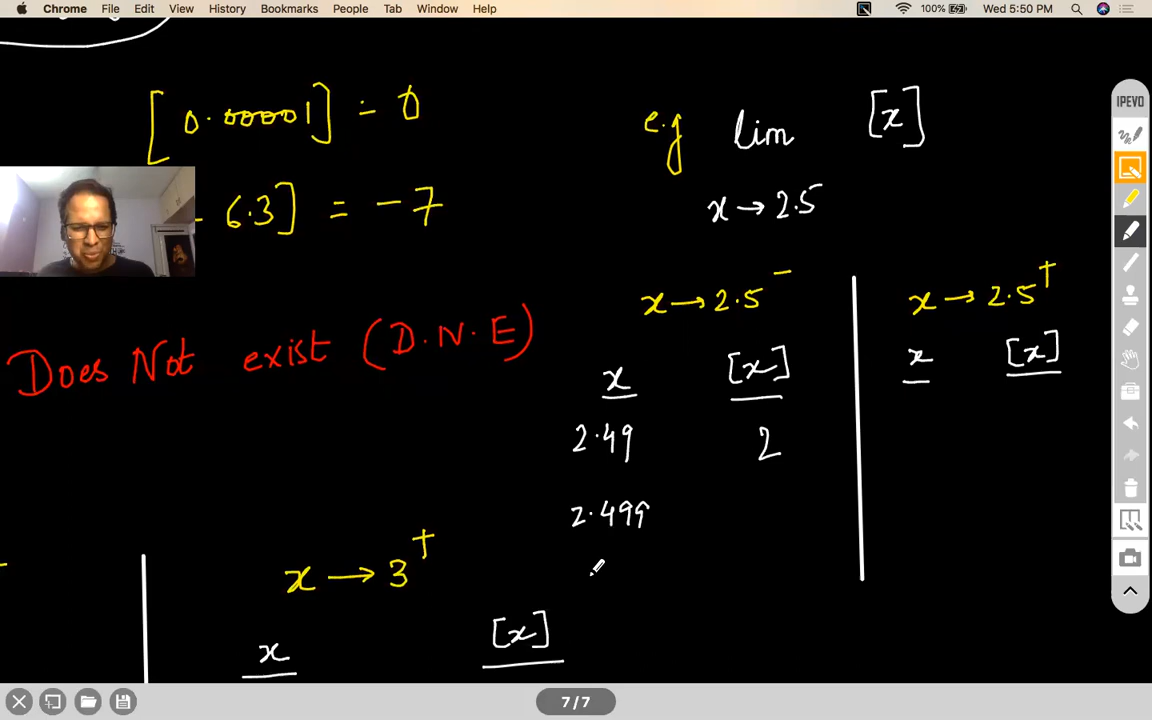 Chrome File Edit View History Bookmarks People Tab Window Help
100% Wed 5:50 PM
IPEVO
[0.00001] = 0
6.3] = -7
Does Not exist (D.N.E)
x → 3⁺
x [x]
e.g lim [x]
x → 2.5
x → 2.5⁻
x [x]
2.49 2
2.499
x → 2.5⁺
x [x]
7 / 7